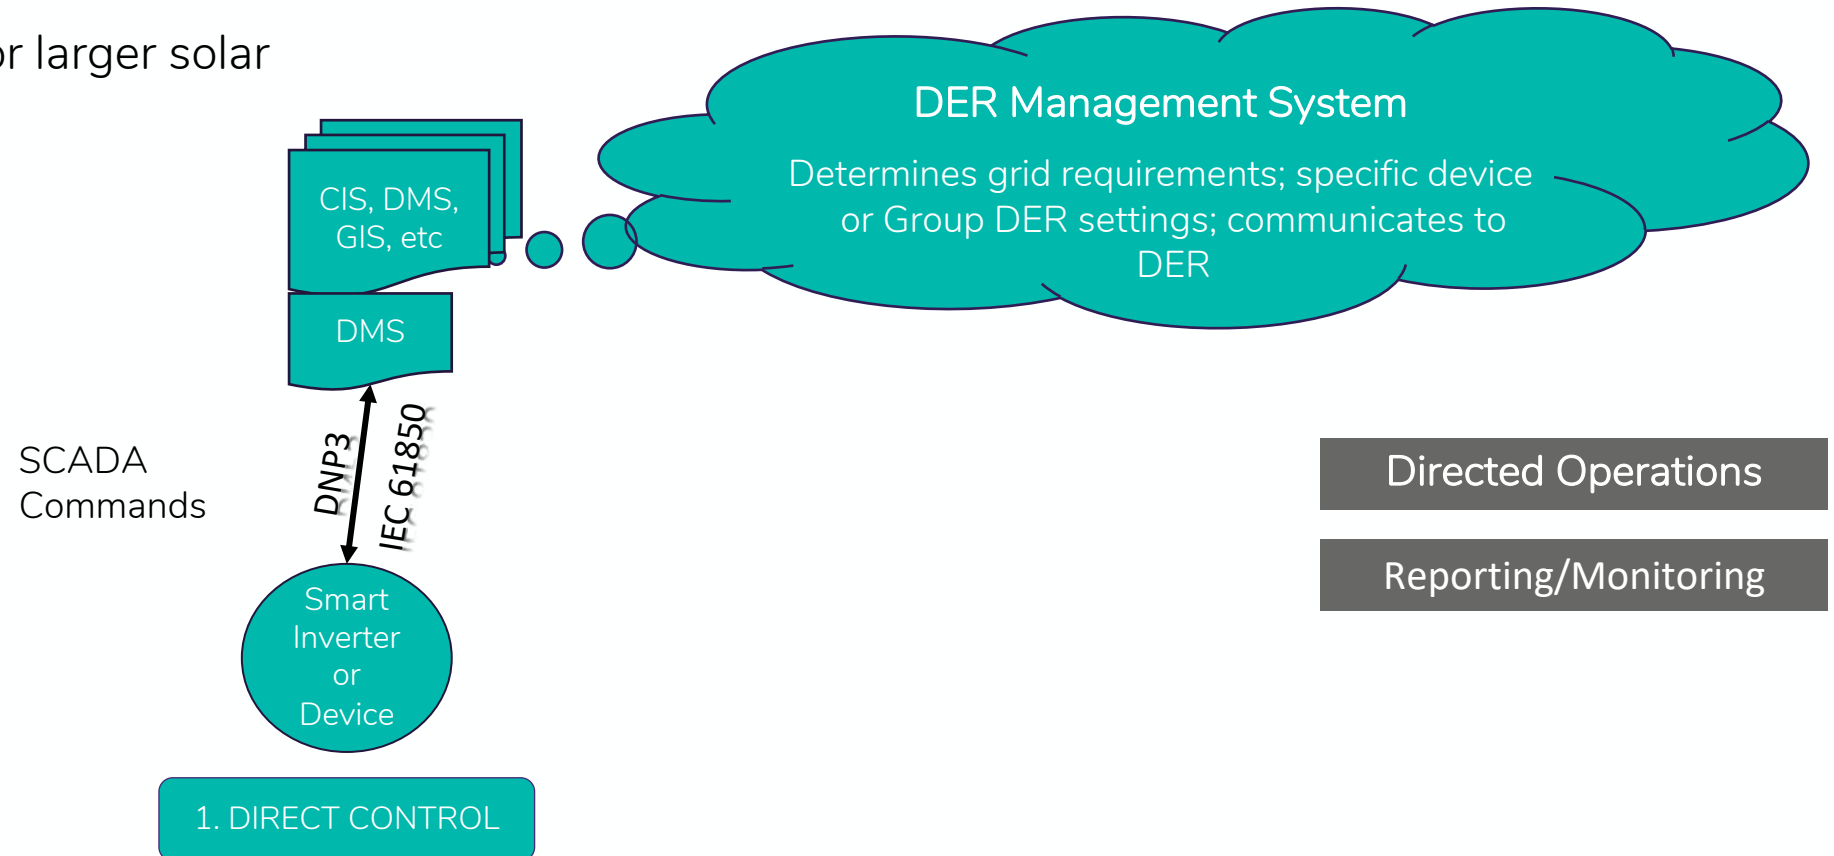 or larger solar
DER Management System
Determines grid requirements; specific device
or Group DER settings; communicates to
DER
CIS, DMS,
GIS, etc
DMS
SCADA
Commands
DNP3
IEC 61850
Directed Operations
Reporting/Monitoring
Smart
Inverter
or
Device
1. DIRECT CONTROL